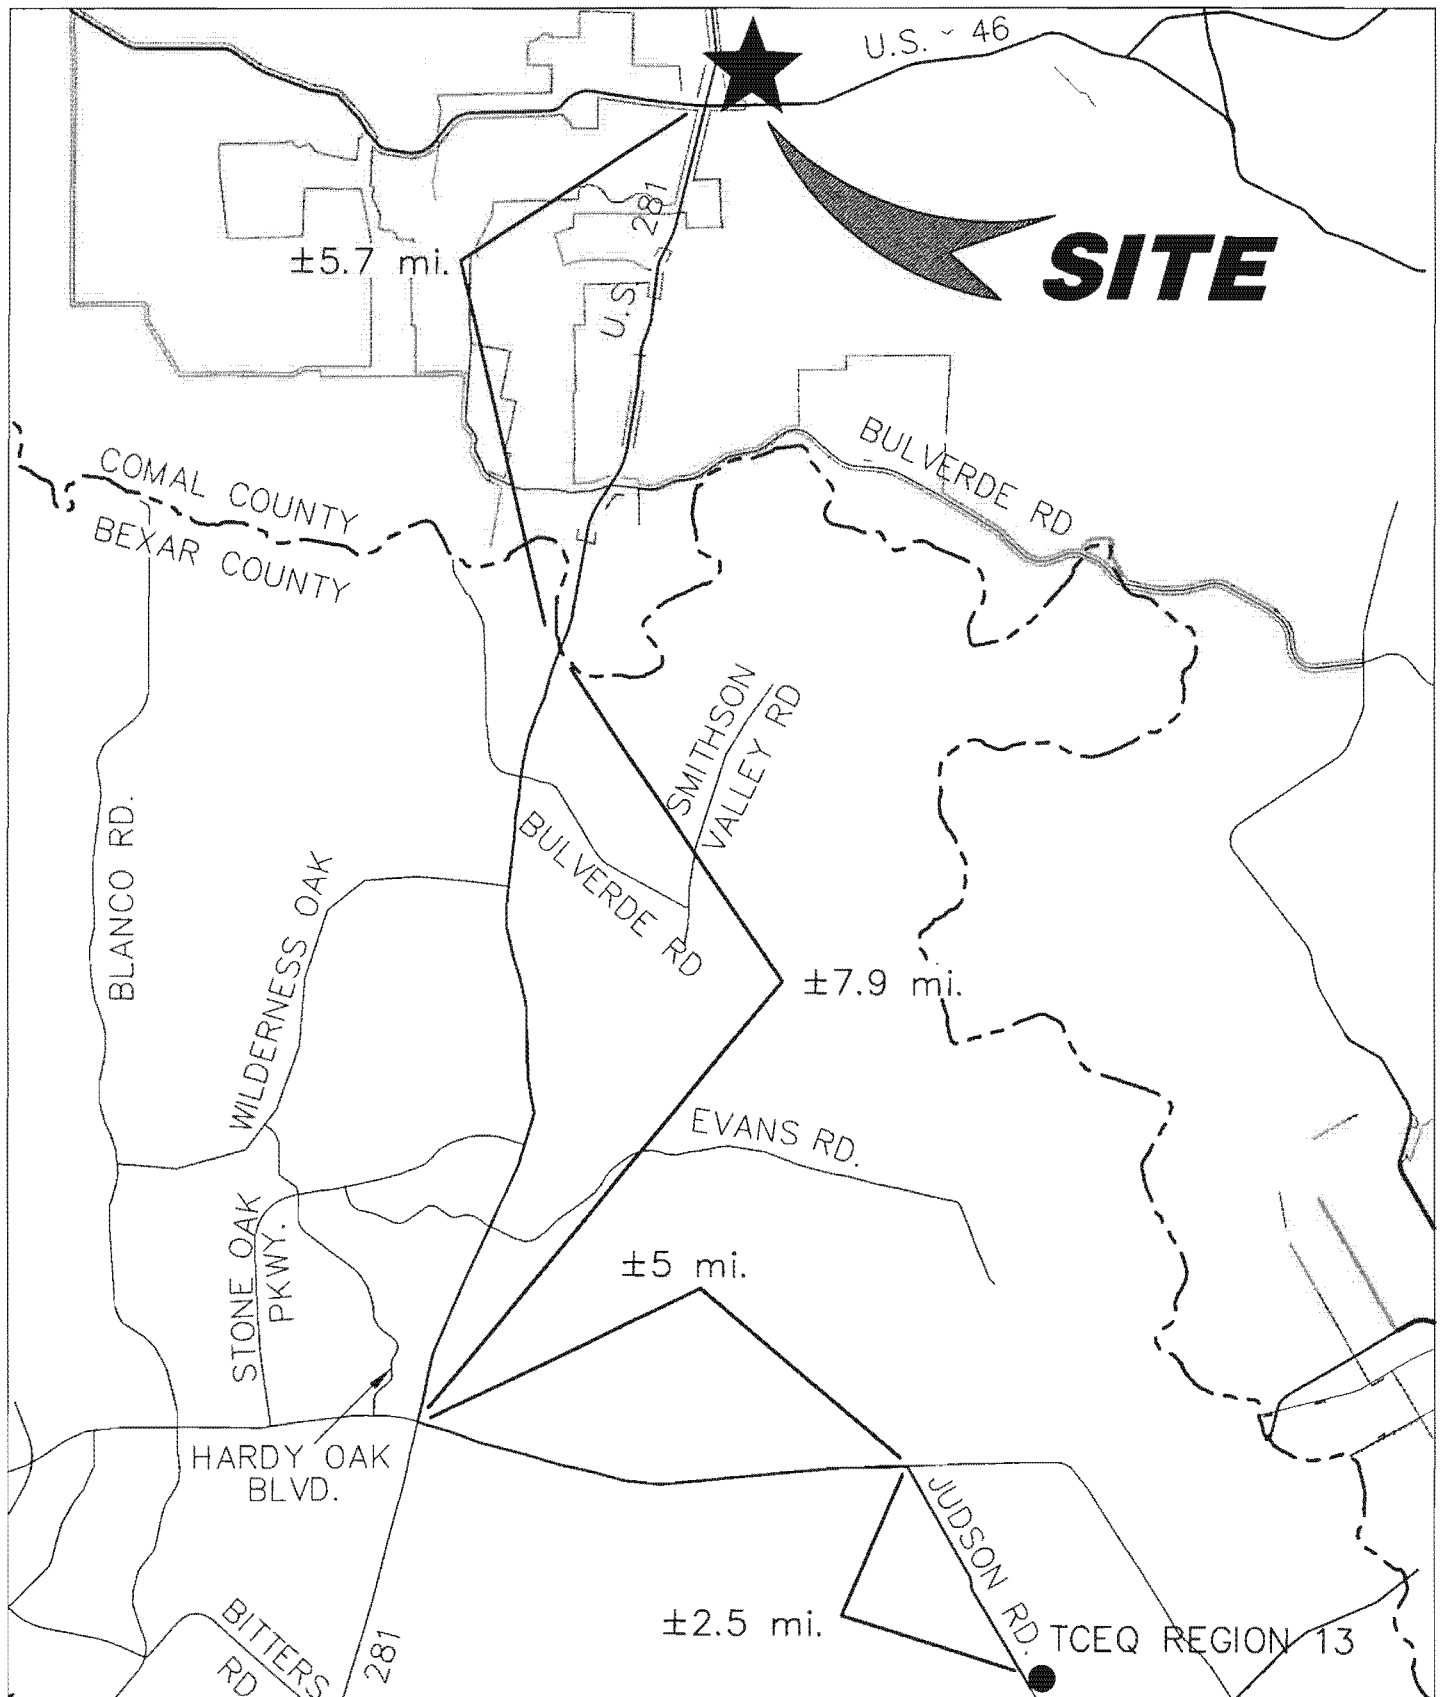 U.S. - 46
281
U.S
SITE
±5.7 mi.
COMAL COUNTY
BEXAR COUNTY
BULVERDE RD
SMITHSON
VALLEY RD
BULVERDE RD
BLANCO RD.
WILDERNESS OAK
±7.9 mi.
EVANS RD.
STONE OAK
PKWY.
±5 mi.
HARDY OAK
BLVD.
JUDSON RD.
BITTERS
RD
281
±2.5 mi.
TCEQ REGION 13